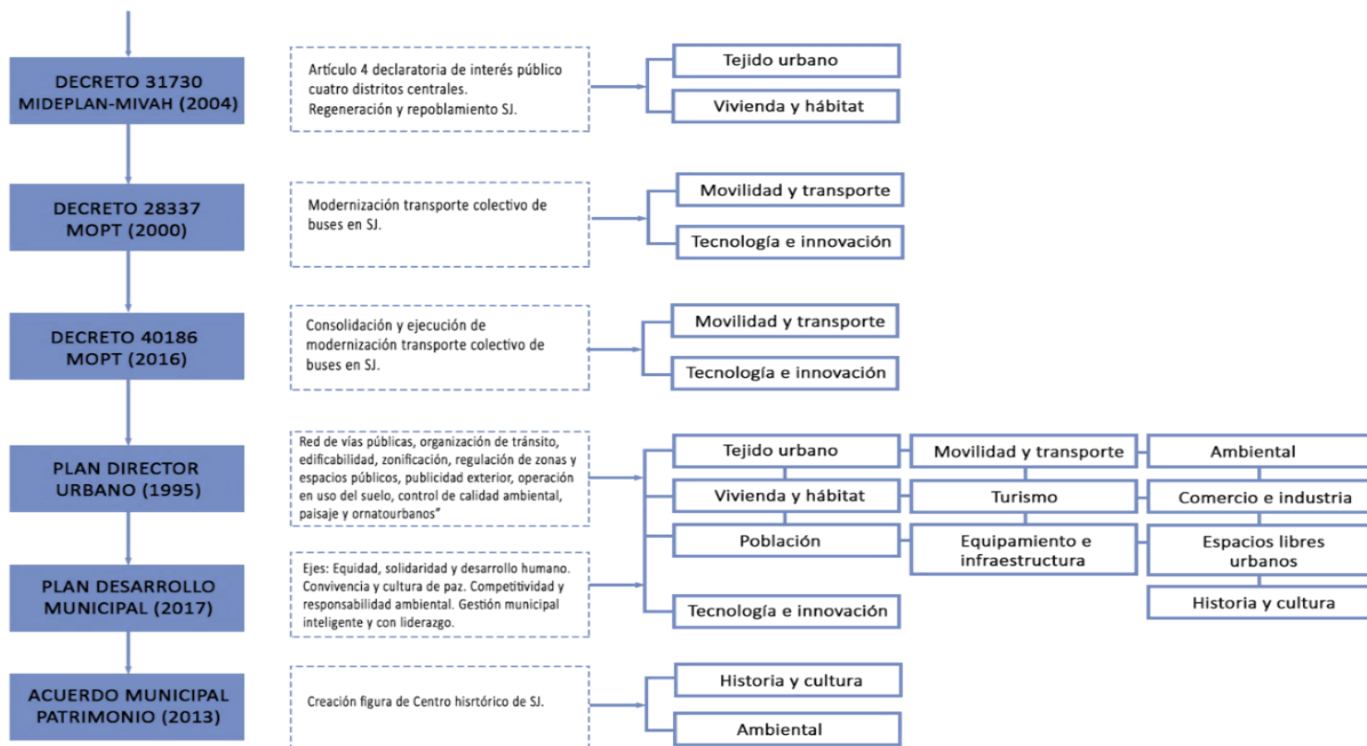 DECRETO 31730
MIDEPLAN-MIVAH (2004)
Artículo 4 declaratoria de interés público
cuatro distritos centrales.
Regeneración y repoblamiento SJ.
Tejido urbano
Vivienda y hábitat
DECRETO 28337
MOPT (2000)
Modernización transporte colectivo de
buses en SJ.
Movilidad y transporte
Tecnología e innovación
DECRETO 40186
MOPT (2016)
Consolidación y ejecución de
modernización transporte colectivo de
buses en SJ.
Movilidad y transporte
Tecnología e innovación
PLAN DIRECTOR
URBANO (1995)
Red de vías públicas, organización de tránsito,
edificabilidad, zonificación, regulación de zonas y
espacios públicos, publicidad exterior, operación
en uso del suelo, control de calidad ambiental,
paisaje y ornatourbanos”
PLAN DESARROLLO
MUNICIPAL (2017)
Ejes: Equidad, solidaridad y desarrollo humano.
Convivencia y cultura de paz. Competitividad y
responsabilidad ambiental. Gestión municipal
inteligente y con liderazgo.
Tejido urbano
Movilidad y transporte
Ambiental
Vivienda y hábitat
Turismo
Comercio e industria
Población
Equipamiento e
infraestructura
Espacios libres
urbanos
Tecnología e innovación
Historia y cultura
ACUERDO MUNICIPAL
PATRIMONIO (2013)
Creación figura de Centro hisrtórico de SJ.
Historia y cultura
Ambiental